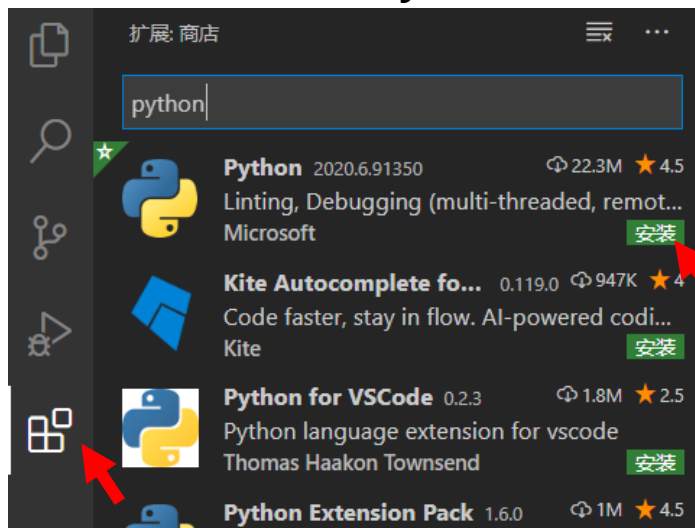 扩展: 商店
python
Python 2020.6.91350 22.3M 4.5
Linting, Debugging (multi-threaded, remot...
Microsoft 安装
Kite Autocomplete fo... 0.119.0 947K 4
Code faster, stay in flow. AI-powered codi...
Kite 安装
Python for VSCode 0.2.3 1.8M 2.5
Python language extension for vscode
Thomas Haakon Townsend 安装
Python Extension Pack 1.6.0 1M 4.5